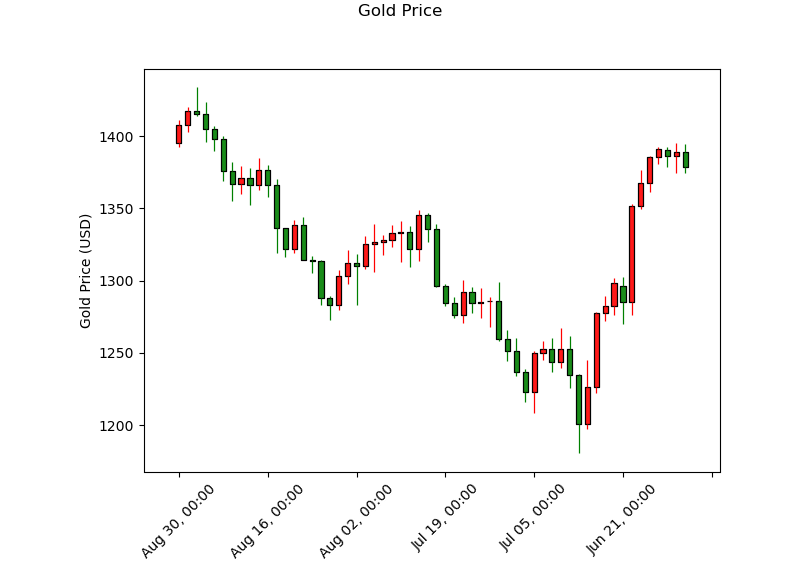 Gold Price
Gold Price (USD)
1400
1350
1300
1250
1200
Aug 30, 00:00
Aug 16, 00:00
Aug 02, 00:00
Jul 19, 00:00
Jul 05, 00:00
Jun 21, 00:00